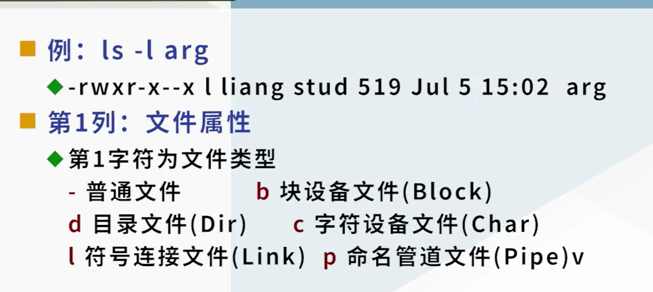 例：ls -l arg
-rwxr-x--x l liang stud 519 Jul 5 15:02 arg
第1列：文件属性
第1字符为文件类型
- 普通文件 b 块设备文件(Block)
d 目录文件(Dir) c 字符设备文件(Char)
l 符号连接文件(Link) p 命名管道文件(Pipe)v